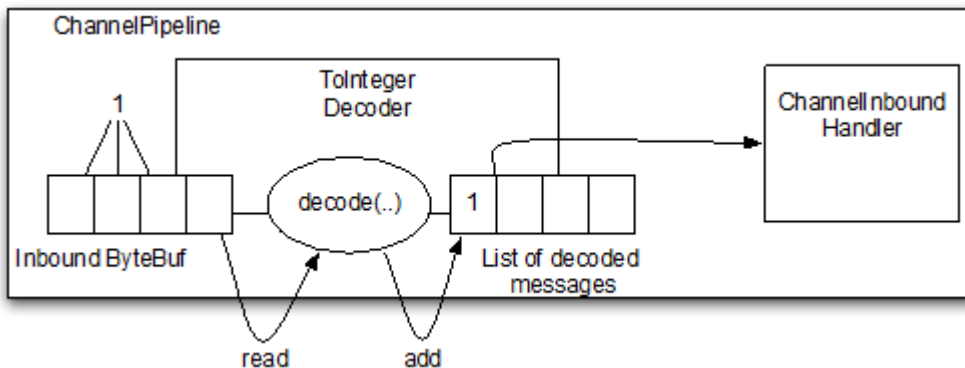 ChannelPipeline
1
ToInteger
Decoder
ChannelInbound
Handler
decode(..)
1
Inbound ByteBuf
List of decoded
messages
read
add